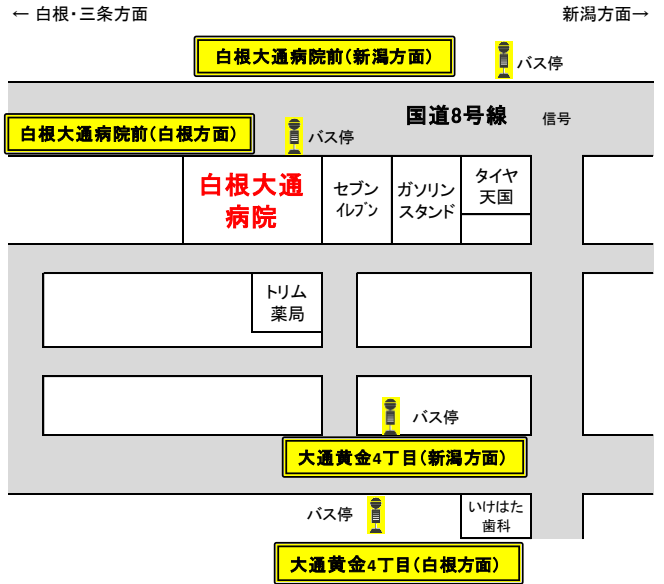 ← 白根・三条方面
新潟方面→
白根大通病院前(新潟方面)
バス停
国道8号線
信号
白根大通病院前(白根方面)
バス停
白根大通
病院
セブン
イレブン
ガソリン
スタンド
タイヤ
天国
トリム
薬局
バス停
大通黄金4丁目(新潟方面)
バス停
いけはた
歯科
大通黄金4丁目(白根方面)